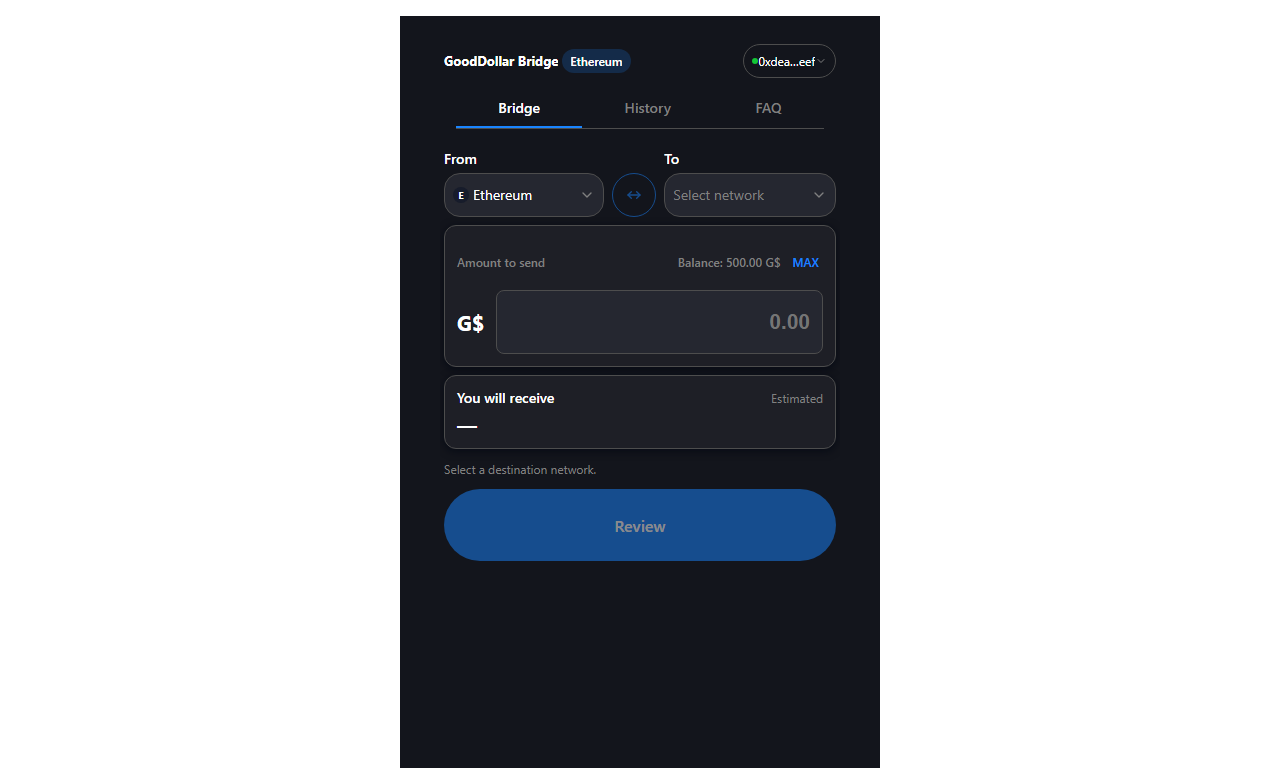 GoodDollar Bridge Ethereum 0xdea...eef
Bridge History FAQ
From To
E Ethereum Select network
Amount to send Balance: 500.00 G$ MAX
G$ 0.00
You will receive Estimated
—
Select a destination network.
Review